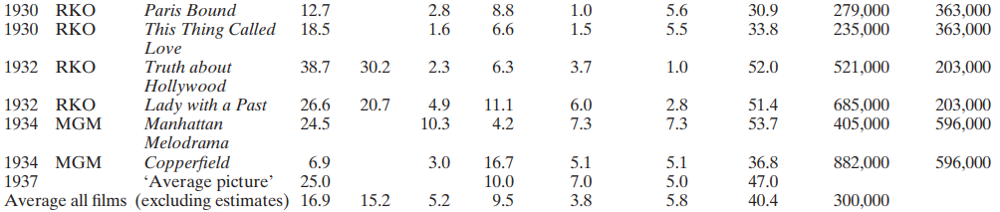 1930 RKO Paris Bound 12.7 2.8 8.8 1.0 5.6 30.9 279,000 363,000
1930 RKO This Thing Called 18.5 1.6 6.6 1.5 5.5 33.8 235,000 363,000
Love
1932 RKO Truth about 38.7 30.2 2.3 6.3 3.7 1.0 52.0 521,000 203,000
Hollywood
1932 RKO Lady with a Past 26.6 20.7 4.9 11.1 6.0 2.8 51.4 685,000 203,000
1934 MGM Manhattan 24.5 10.3 4.2 7.3 7.3 53.7 405,000 596,000
Melodrama
1934 MGM Copperfield 6.9 3.0 16.7 5.1 5.1 36.8 882,000 596,000
1937 ‘Average picture’ 25.0 10.0 7.0 5.0 47.0
Average all films (excluding estimates) 16.9 15.2 5.2 9.5 3.8 5.8 40.4 300,000